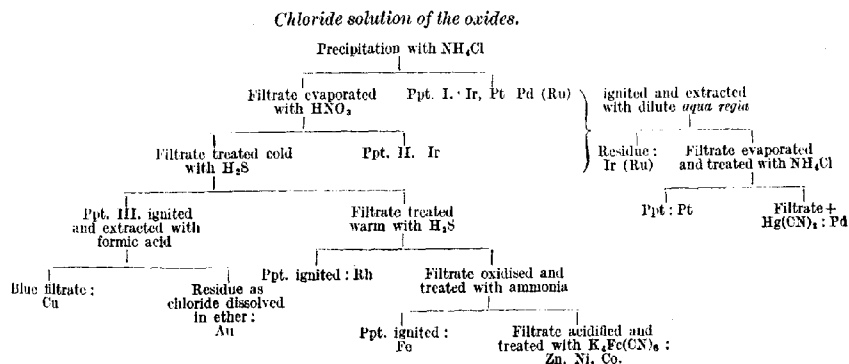 Chloride solution of the oxides.
Precipitation with NH₄Cl
Filtrate evaporated
with HNO₃
Ppt. I. Ir, Pt Pd (Ru)
ignited and extracted
with dilute aqua regia
Filtrate treated cold
with H₂S
Ppt. II. Ir
Residue:
Ir (Ru)
Filtrate evaporated
and treated with NH₄Cl
Ppt. III. ignited
and extracted with
formic acid
Filtrate treated
warm with H₂S
Ppt: Pt
Filtrate +
Hg(CN)₂: Pd
Blue filtrate:
Cu
Residue as
chloride dissolved
in ether:
Au
Ppt. ignited: Rh
Filtrate oxidised and
treated with ammonia
Ppt. ignited:
Fe
Filtrate acidified and
treated with K₄Fe(CN)₆:
Zn, Ni, Co.